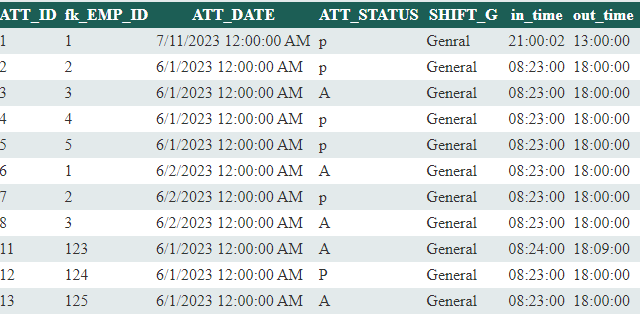 ATT_ID fk_EMP_ID ATT_DATE ATT_STATUS SHIFT_G in_time out_time
1 1 7/11/2023 12:00:00 AM p Genral 21:00:02 13:00:00
2 2 6/1/2023 12:00:00 AM p General 08:23:00 18:00:00
3 3 6/1/2023 12:00:00 AM A General 08:23:00 18:00:00
4 4 6/1/2023 12:00:00 AM p General 08:23:00 18:00:00
5 5 6/1/2023 12:00:00 AM p General 08:23:00 18:00:00
6 1 6/2/2023 12:00:00 AM A General 08:23:00 18:00:00
7 2 6/2/2023 12:00:00 AM p General 08:23:00 18:00:00
8 3 6/2/2023 12:00:00 AM A General 08:23:00 18:00:00
11 123 6/1/2023 12:00:00 AM A General 08:24:00 18:09:00
12 124 6/1/2023 12:00:00 AM P General 08:23:00 18:00:00
13 125 6/1/2023 12:00:00 AM A General 08:23:00 18:00:00